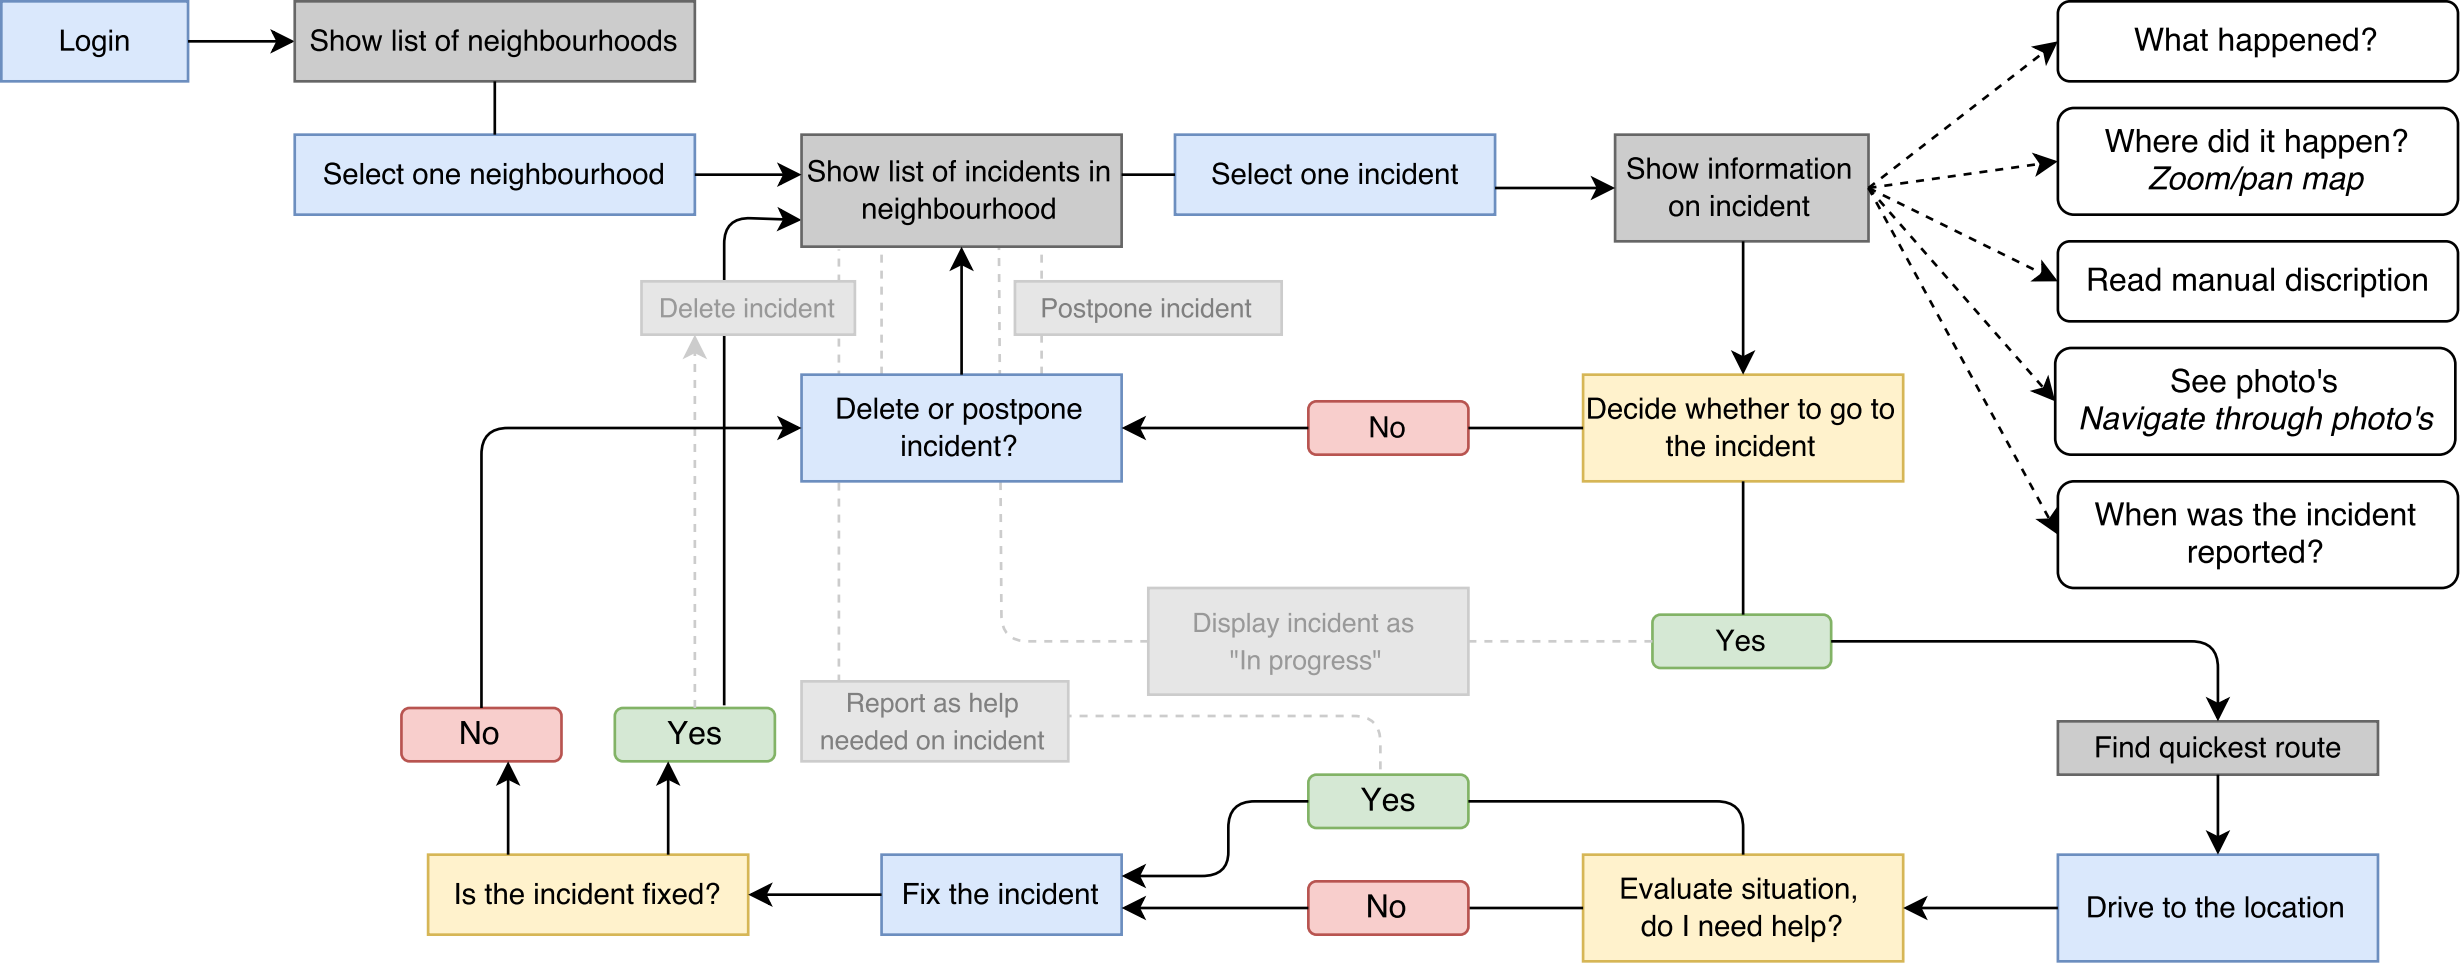 Login
Show list of neighbourhoods
What happened?
Where did it happen?
Zoom/pan map
Select one neighbourhood
Show list of incidents in
neighbourhood
Select one incident
Show information
on incident
Read manual discription
Delete incident
Postpone incident
See photo's
Navigate through photo's
Delete or postpone
incident?
No
Decide whether to go to
the incident
When was the incident
reported?
Display incident as
"In progress"
Yes
No
Yes
Report as help
needed on incident
Find quickest route
Yes
Is the incident fixed?
Fix the incident
No
Evaluate situation,
do I need help?
Drive to the location